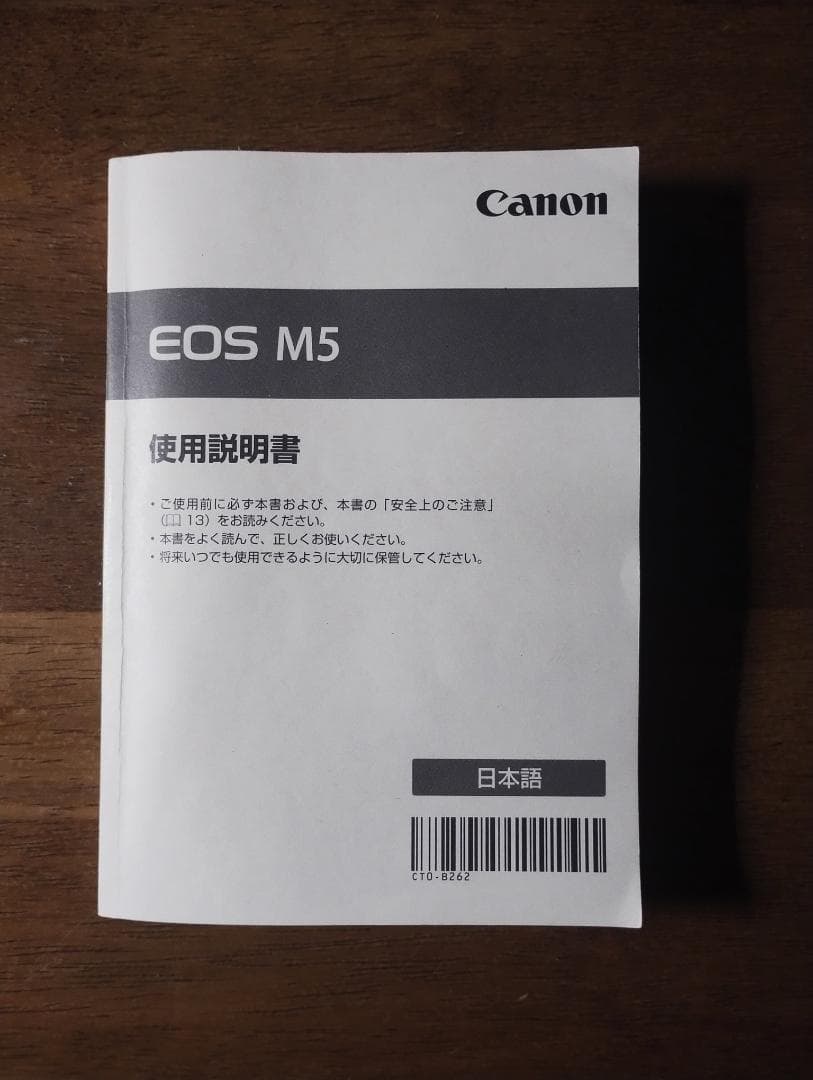 Canon
EOS M5
使用説明書
・ご使用前に必ず本書および、本書の「安全上のご注意」
（📖 13）をお読みください。
・本書をよく読んで、正しくお使いください。
・将来いつでも使用できるように大切に保管してください。
日本語
CT0-B262